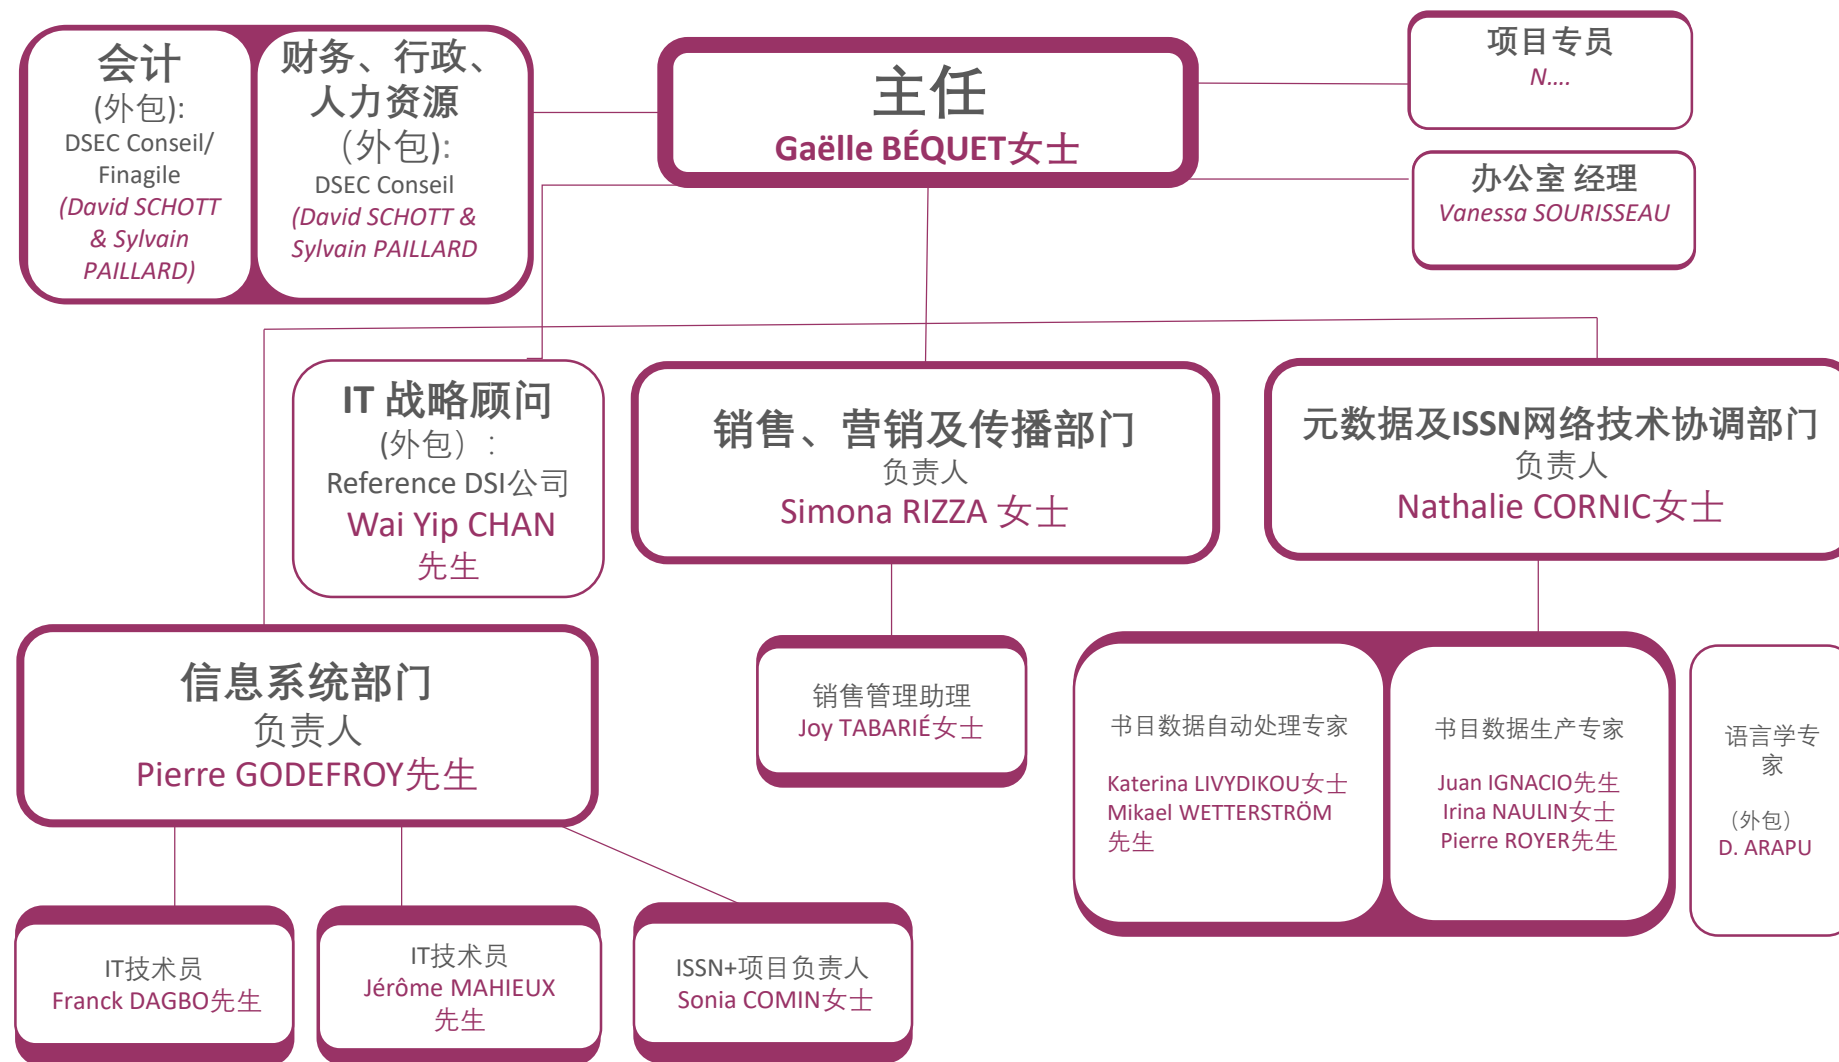 会计
(外包):
DSEC Conseil/
Finagile
(David SCHOTT
& Sylvain
PAILLARD)
财务、行政、
人力资源
（外包):
DSEC Conseil
(David SCHOTT &
Sylvain PAILLARD
主任
Gaëlle BÉQUET女士
项目专员
N....
办公室 经理
Vanessa SOURISSEAU
IT 战略顾问
(外包）:
Reference DSI公司
Wai Yip CHAN
先生
销售、营销及传播部门
负责人
Simona RIZZA 女士
元数据及ISSN网络技术协调部门
负责人
Nathalie CORNIC女士
信息系统部门
负责人
Pierre GODEFROY先生
销售管理助理
Joy TABARIÉ女士
书目数据自动处理专家
Katerina LIVYDIKOU女士
Mikael WETTERSTRÖM
先生
书目数据生产专家
Juan IGNACIO先生
Irina NAULIN女士
Pierre ROYER先生
语言学专
家
（外包）
D. ARAPU
IT技术员
Franck DAGBO先生
IT技术员
Jérôme MAHIEUX
先生
ISSN+项目负责人
Sonia COMIN女士